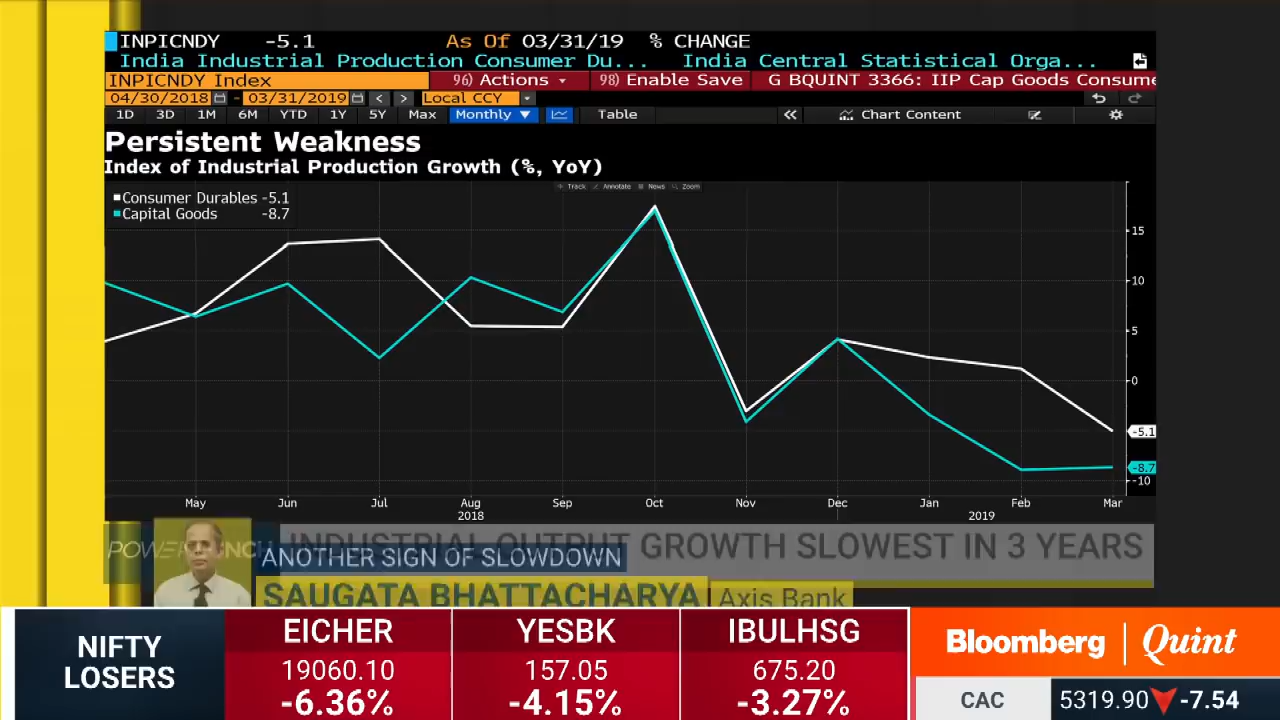 INPICNDY -5.1 As Of 03/31/19 % CHANGE
India Industrial Production Consumer Du... India Central Statistical Orga...
INPICNDY Index 96) Actions 98) Enable Save G BQUINT 3366: IIP Cap Goods Consume
04/30/2018 - 03/31/2019 < > Local CCY
1D 3D 1M 6M YTD 1Y 5Y Max Monthly Table Chart Content
Persistent Weakness
Index of Industrial Production Growth (%, YoY)
Track Annotate News Zoom
Consumer Durables -5.1
Capital Goods -8.7
15
10
5
0
-5.1
-8.7
-10
May Jun Jul Aug Sep Oct Nov Dec Jan Feb Mar
2018 2019
INDUSTRIAL OUTPUT GROWTH SLOWEST IN 3 YEARS
ANOTHER SIGN OF SLOWDOWN
SAUGATA BHATTACHARYA Axis Bank
NIFTY LOSERS
EICHER YESBK IBULHSG
19060.10 157.05 675.20
-6.36% -4.15% -3.27%
Bloomberg | Quint
CAC 5319.90 -7.54